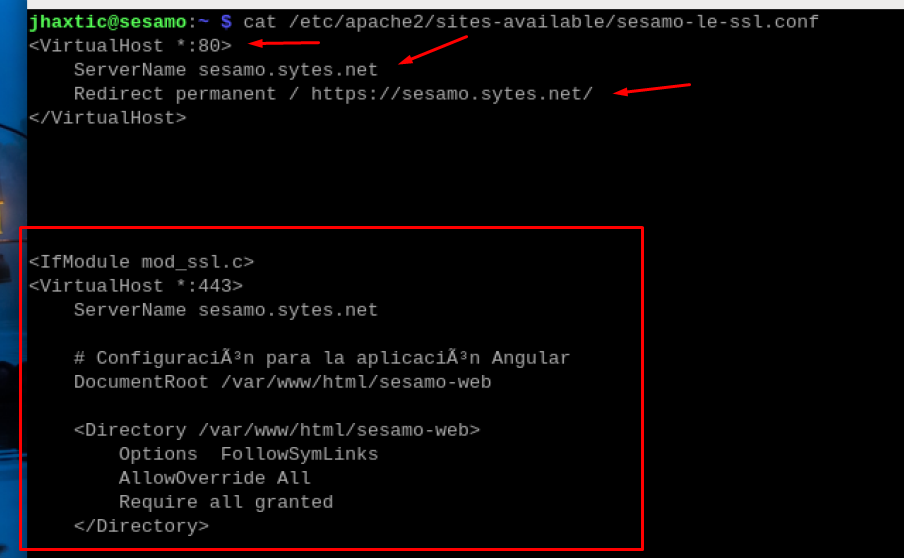 jhaxtic@sesamo:~ $ cat /etc/apache2/sites-available/sesamo-le-ssl.conf
<VirtualHost *:80>
ServerName sesamo.sytes.net
Redirect permanent / https://sesamo.sytes.net/
</VirtualHost>
<IfModule mod_ssl.c>
<VirtualHost *:443>
ServerName sesamo.sytes.net
# ConfiguraciÃ³n para la aplicaciÃ³n Angular
DocumentRoot /var/www/html/sesamo-web
<Directory /var/www/html/sesamo-web>
Options  FollowSymLinks
AllowOverride All
Require all granted
</Directory>